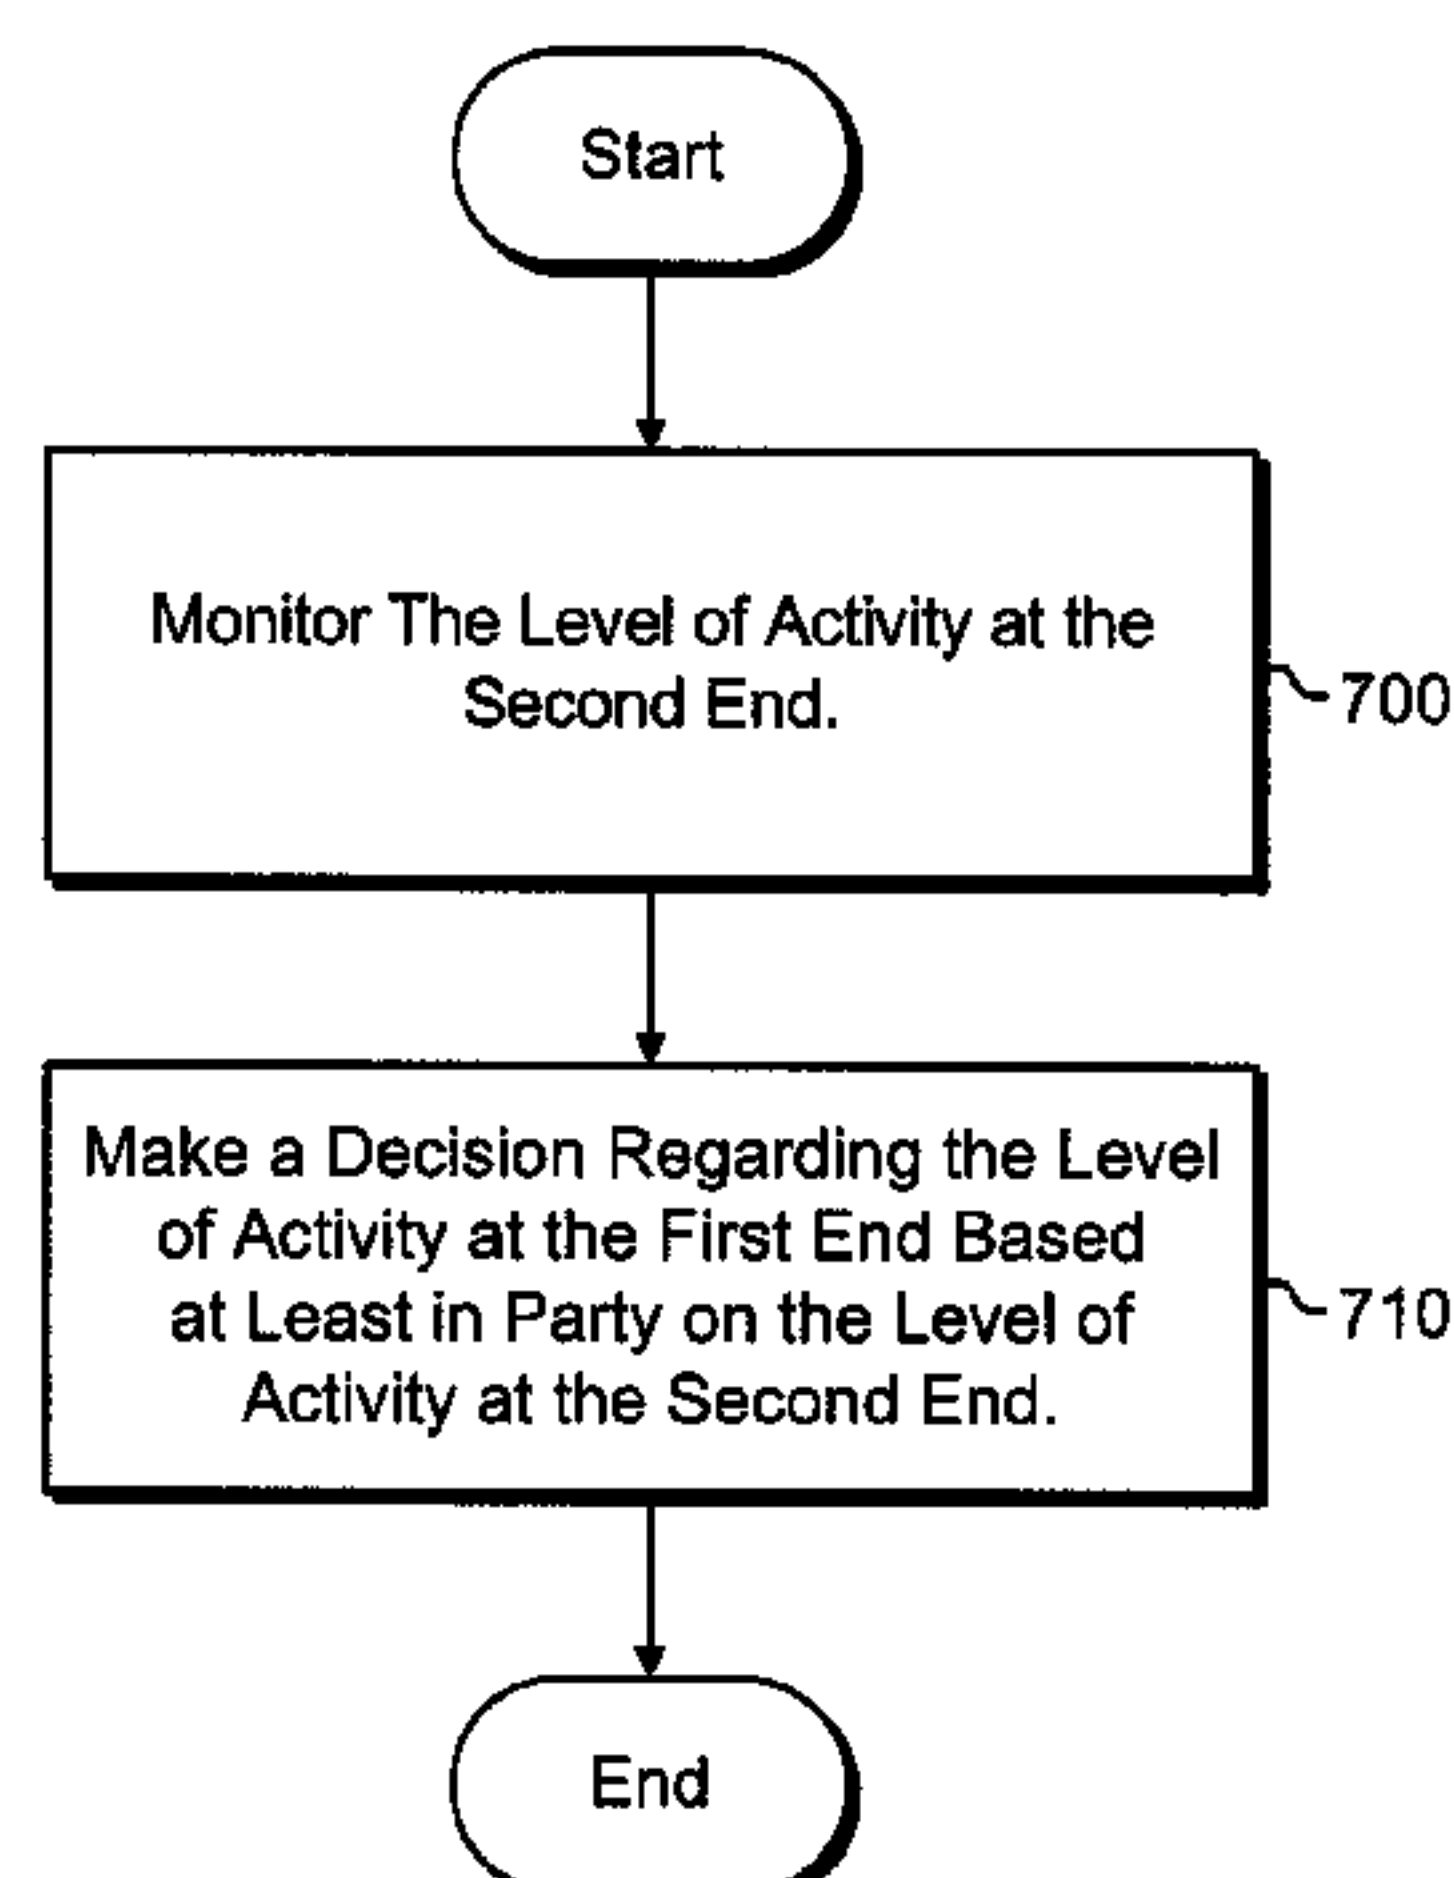 Start
Monitor The Level of Activity at the
Second End.
700
Make a Decision Regarding the Level
of Activity at the First End Based
at Least in Party on the Level of
Activity at the Second End.
710
End